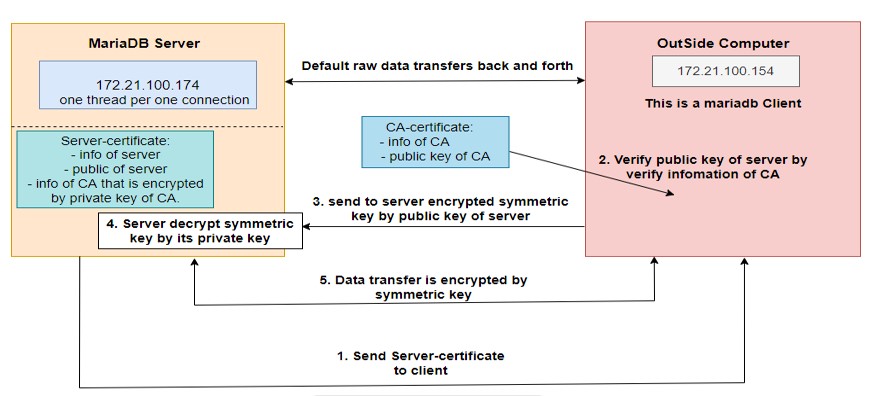 MariaDB Server
172.21.100.174
one thread per one connection
Server-certificate:
- info of server
- public of server
- info of CA that is encrypted
by private key of CA.
4. Server decrypt symmetric
key by its private key
Default raw data transfers back and forth
CA-certificate:
- info of CA
- public key of CA
3. send to server encrypted symmetric
key by public key of server
5. Data transfer is encrypted by
symmetric key
1. Send Server-certificate
to client
OutSide Computer
172.21.100.154
This is a mariadb Client
2. Verify public key of server by
verify infomation of CA